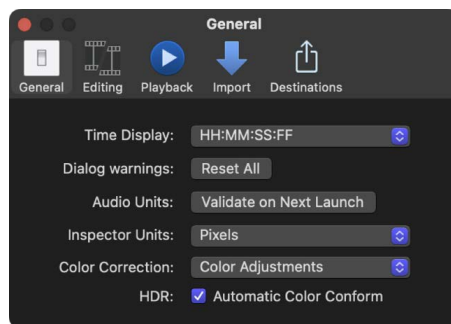 General
General Editing Playback Import Destinations
Time Display: HH:MM:SS:FF
Dialog warnings: Reset All
Audio Units: Validate on Next Launch
Inspector Units: Pixels
Color Correction: Color Adjustments
HDR: Automatic Color Conform